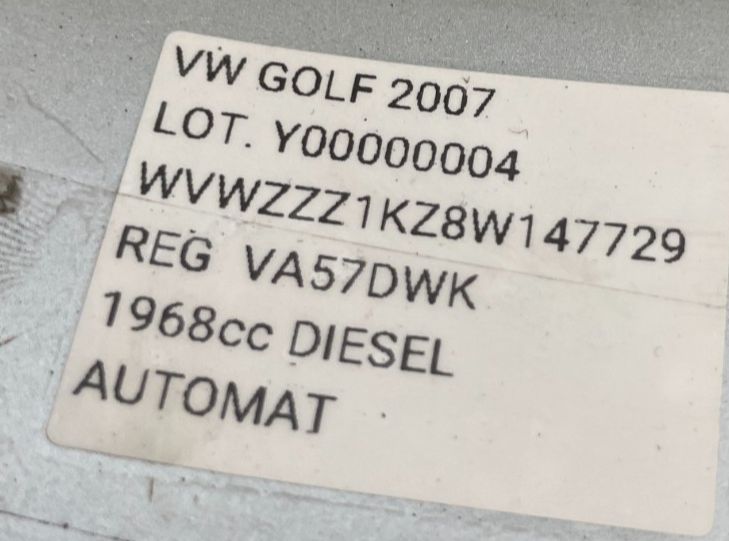 VW GOLF 2007
LOT. Y00000004
WVWZZZ1KZ8W147729
REG VA57DWK
1968cc DIESEL
AUTOMAT